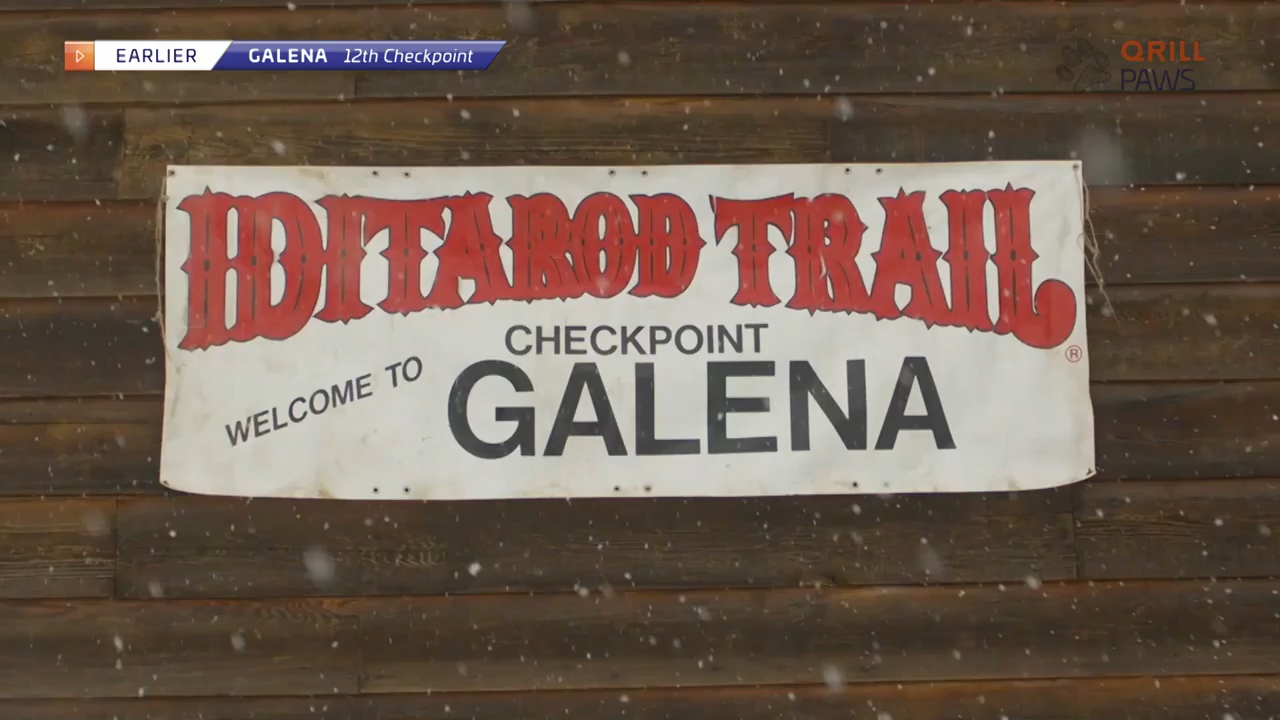 EARLIER GALENA 12th Checkpoint
QRILL
PAWS
IDITAROD TRAIL
®
CHECKPOINT
WELCOME TO
GALENA